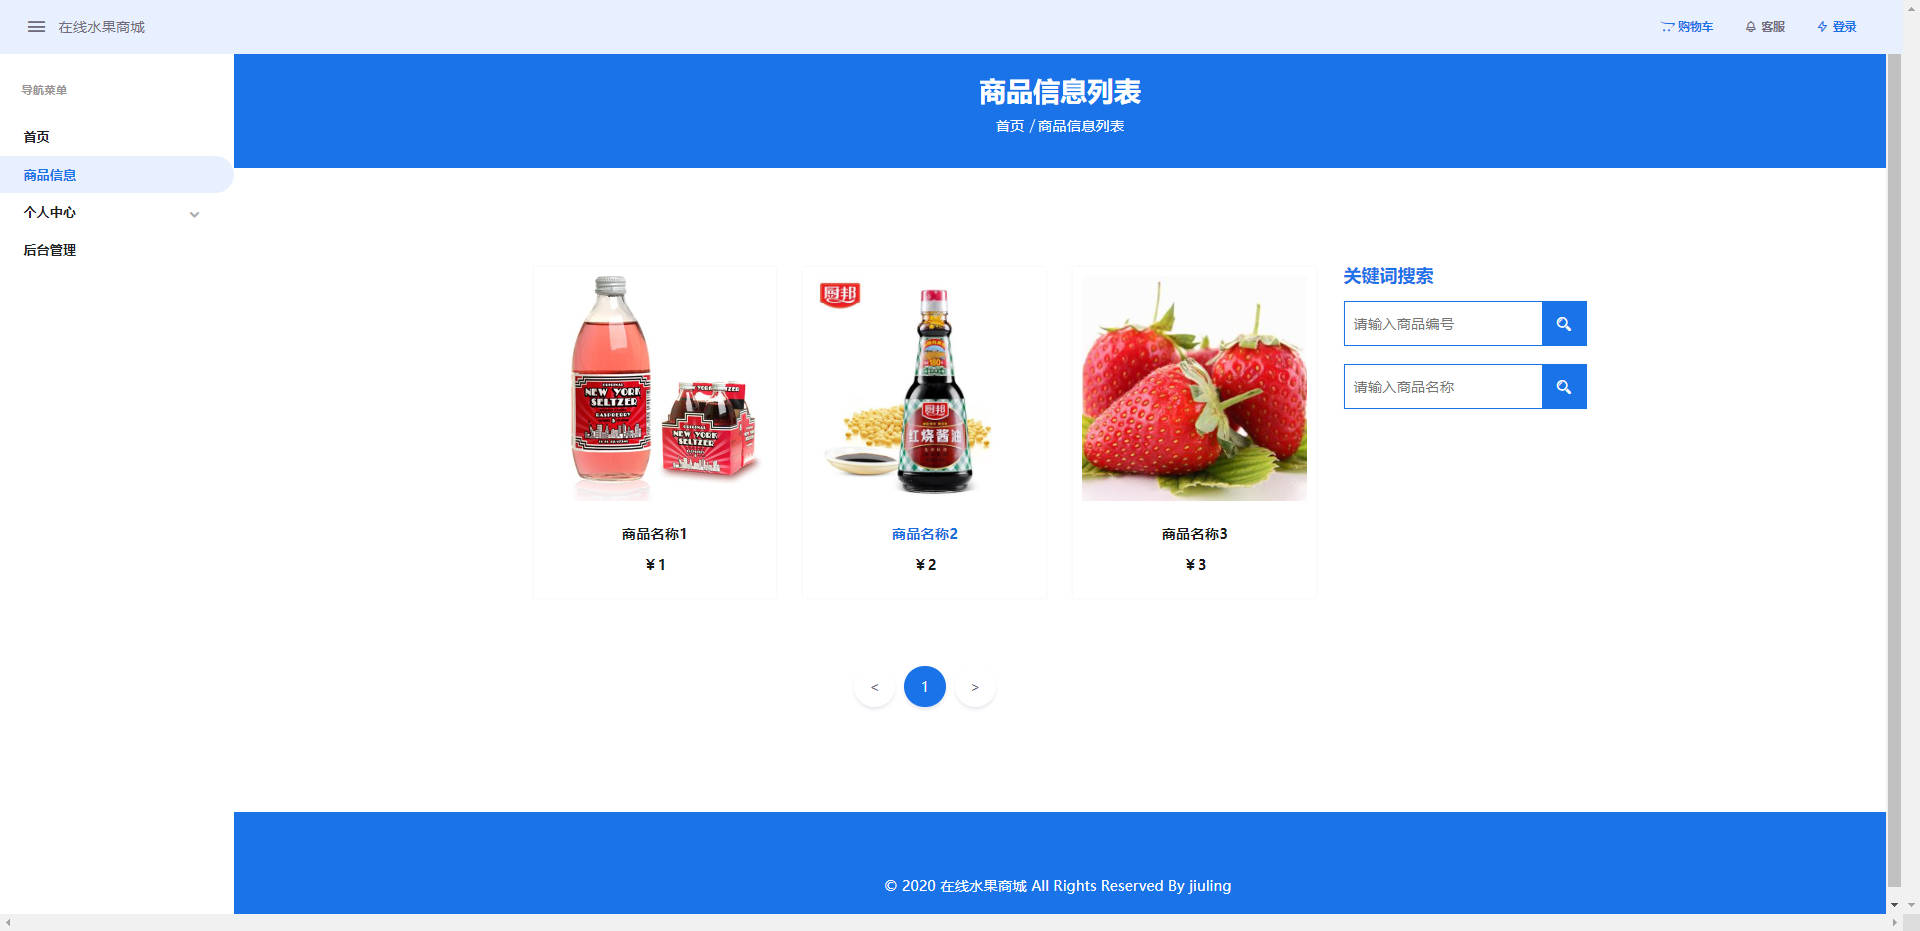 在线水果商城
购物车
客服
登录
导航菜单
首页
商品信息
个人中心
后台管理
商品信息列表
首页 / 商品信息列表
ORIGINAL
NEW YORK
SELTZER
RASPBERRY
ORIGINAL
NEW YORK
SELTZER
商品名称1
¥ 1
厨邦
厨邦
红烧酱油
商品名称2
¥ 2
商品名称3
¥ 3
关键词搜索
请输入商品编号
请输入商品名称
< 1 >
© 2020 在线水果商城 All Rights Reserved By jiuling